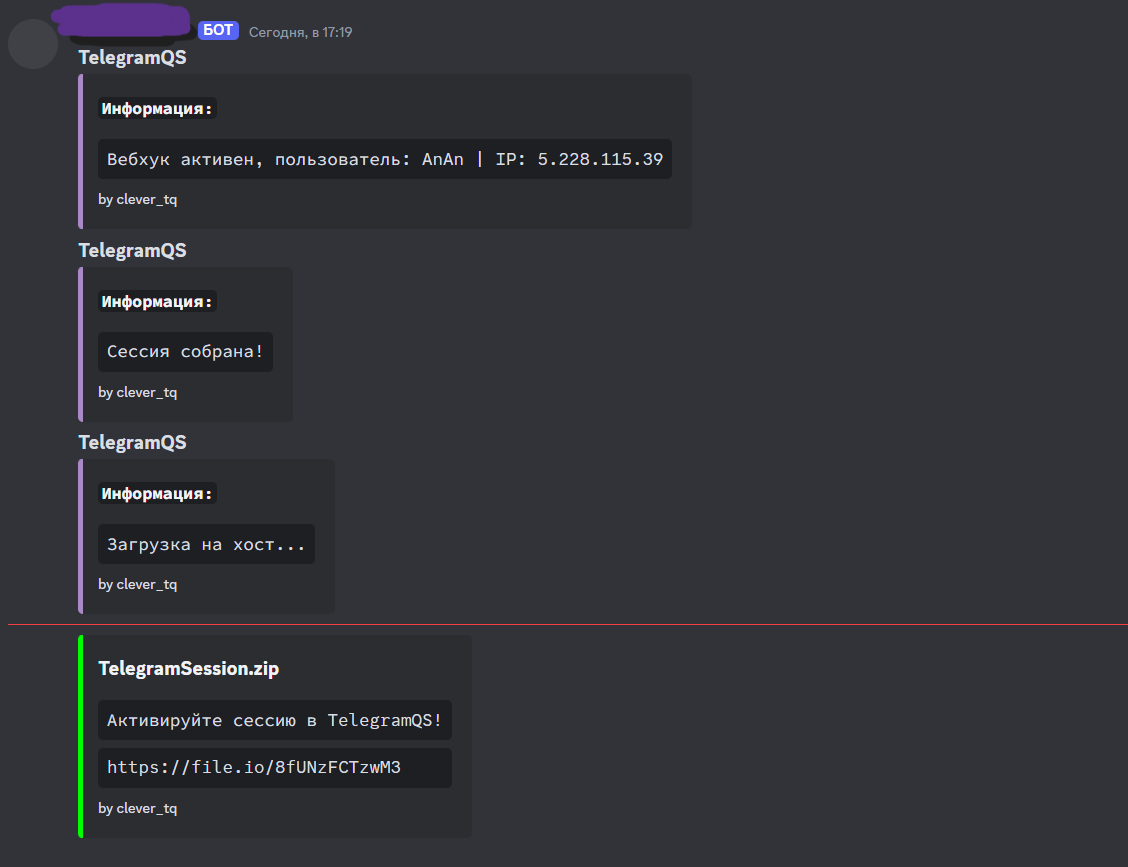 БОТ Сегодня, в 17:19
TelegramQS
Информация:
Вебхук активен, пользователь: AnAn | IP: 5.228.115.39
by clever_tq
TelegramQS
Информация:
Сессия собрана!
by clever_tq
TelegramQS
Информация:
Загрузка на хост...
by clever_tq
TelegramSession.zip
Активируйте сессию в TelegramQS!
https://file.io/8fUNzFCTzwM3
by clever_tq